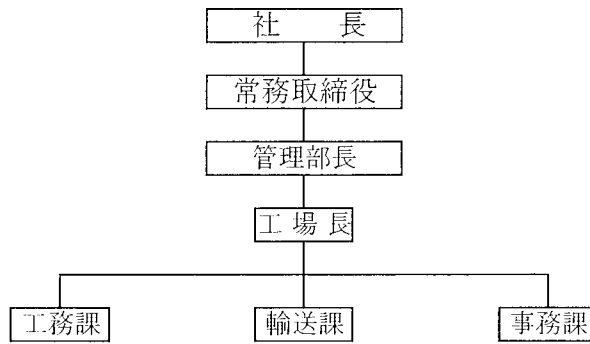 社長
常務取締役
管理部長
工場長
工務課 輸送課 事務課